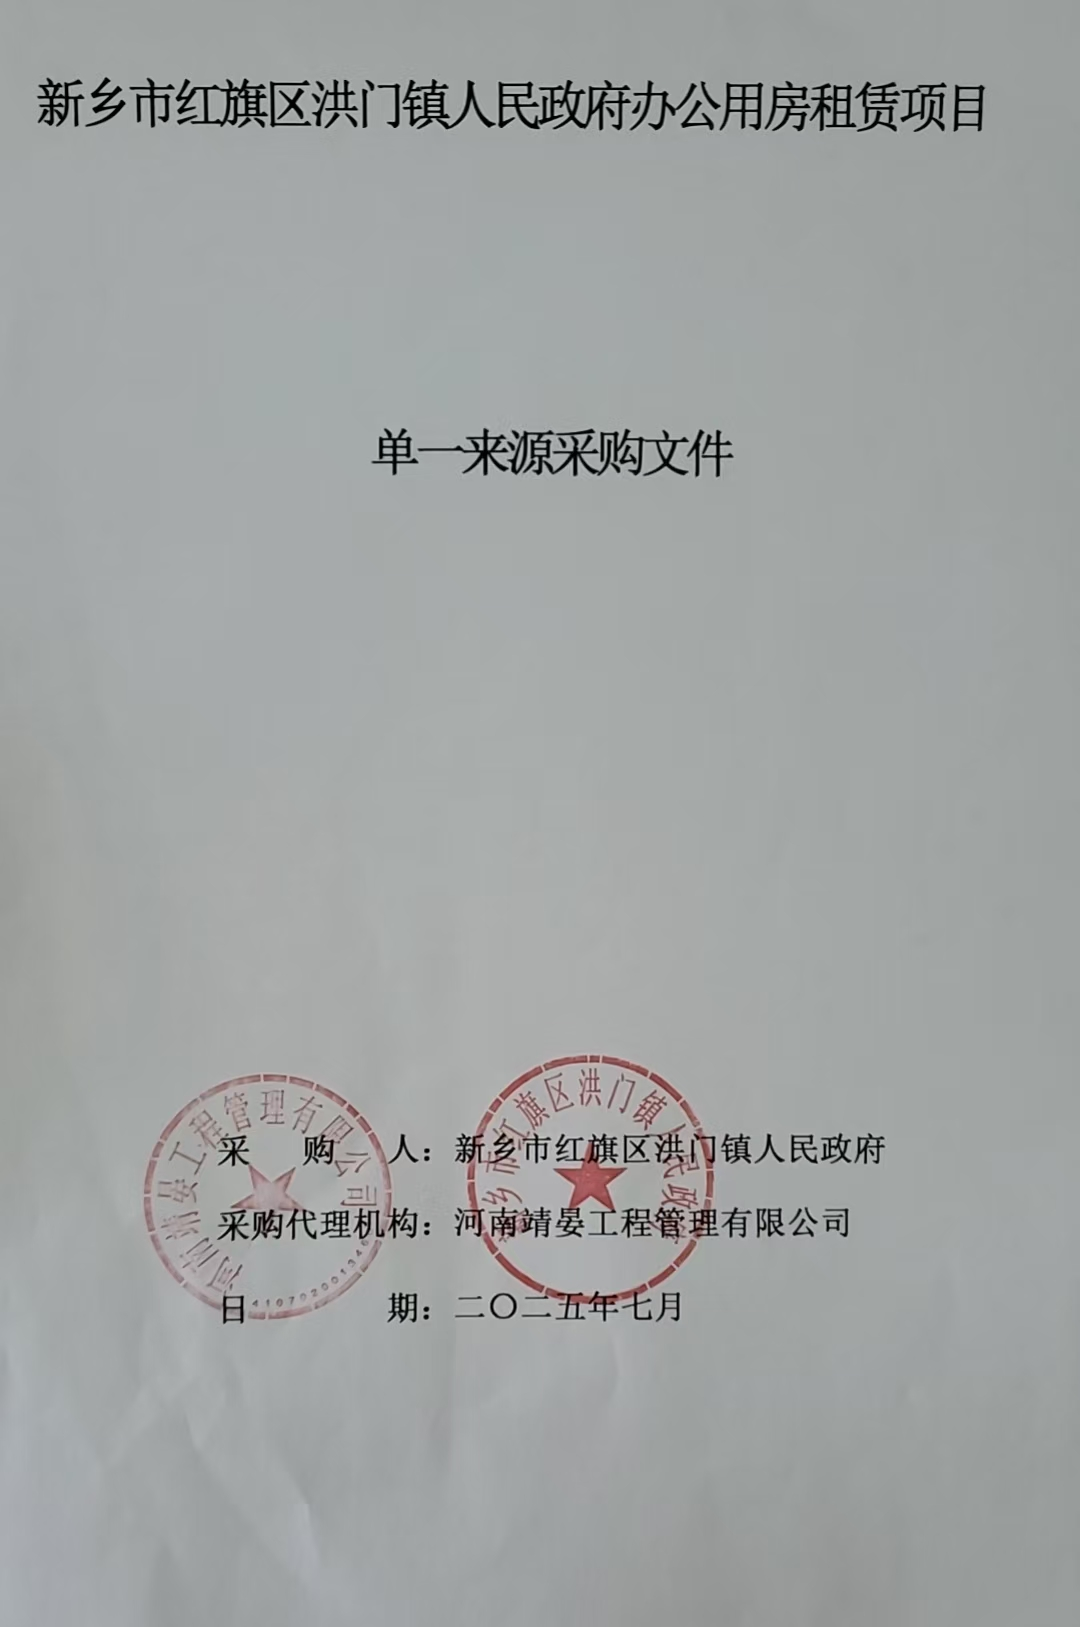 新乡市红旗区洪门镇人民政府办公用房租赁项目
单一来源采购文件
采购人：新乡市红旗区洪门镇人民政府
采购代理机构：河南靖晏工程管理有限公司
日期：二〇二五年七月
河南靖晏工程管理有限公司
新乡市红旗区洪门镇人民政府